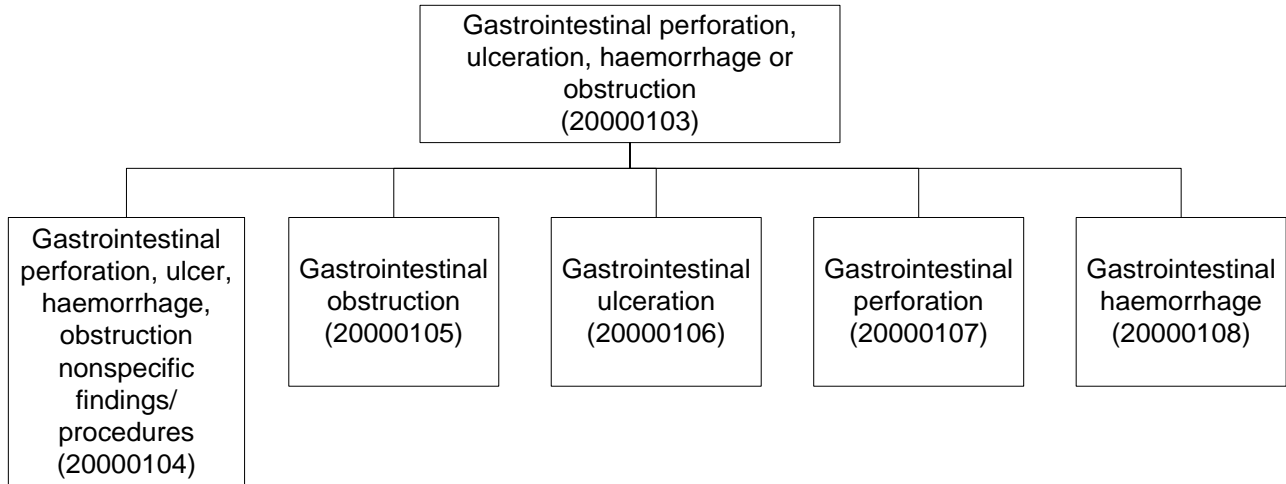 Gastrointestinal perforation,
ulceration, haemorrhage or
obstruction
(20000103)
Gastrointestinal
perforation, ulcer,
haemorrhage,
obstruction
nonspecific
findings/
procedures
(20000104)
Gastrointestinal
obstruction
(20000105)
Gastrointestinal
ulceration
(20000106)
Gastrointestinal
perforation
(20000107)
Gastrointestinal
haemorrhage
(20000108)